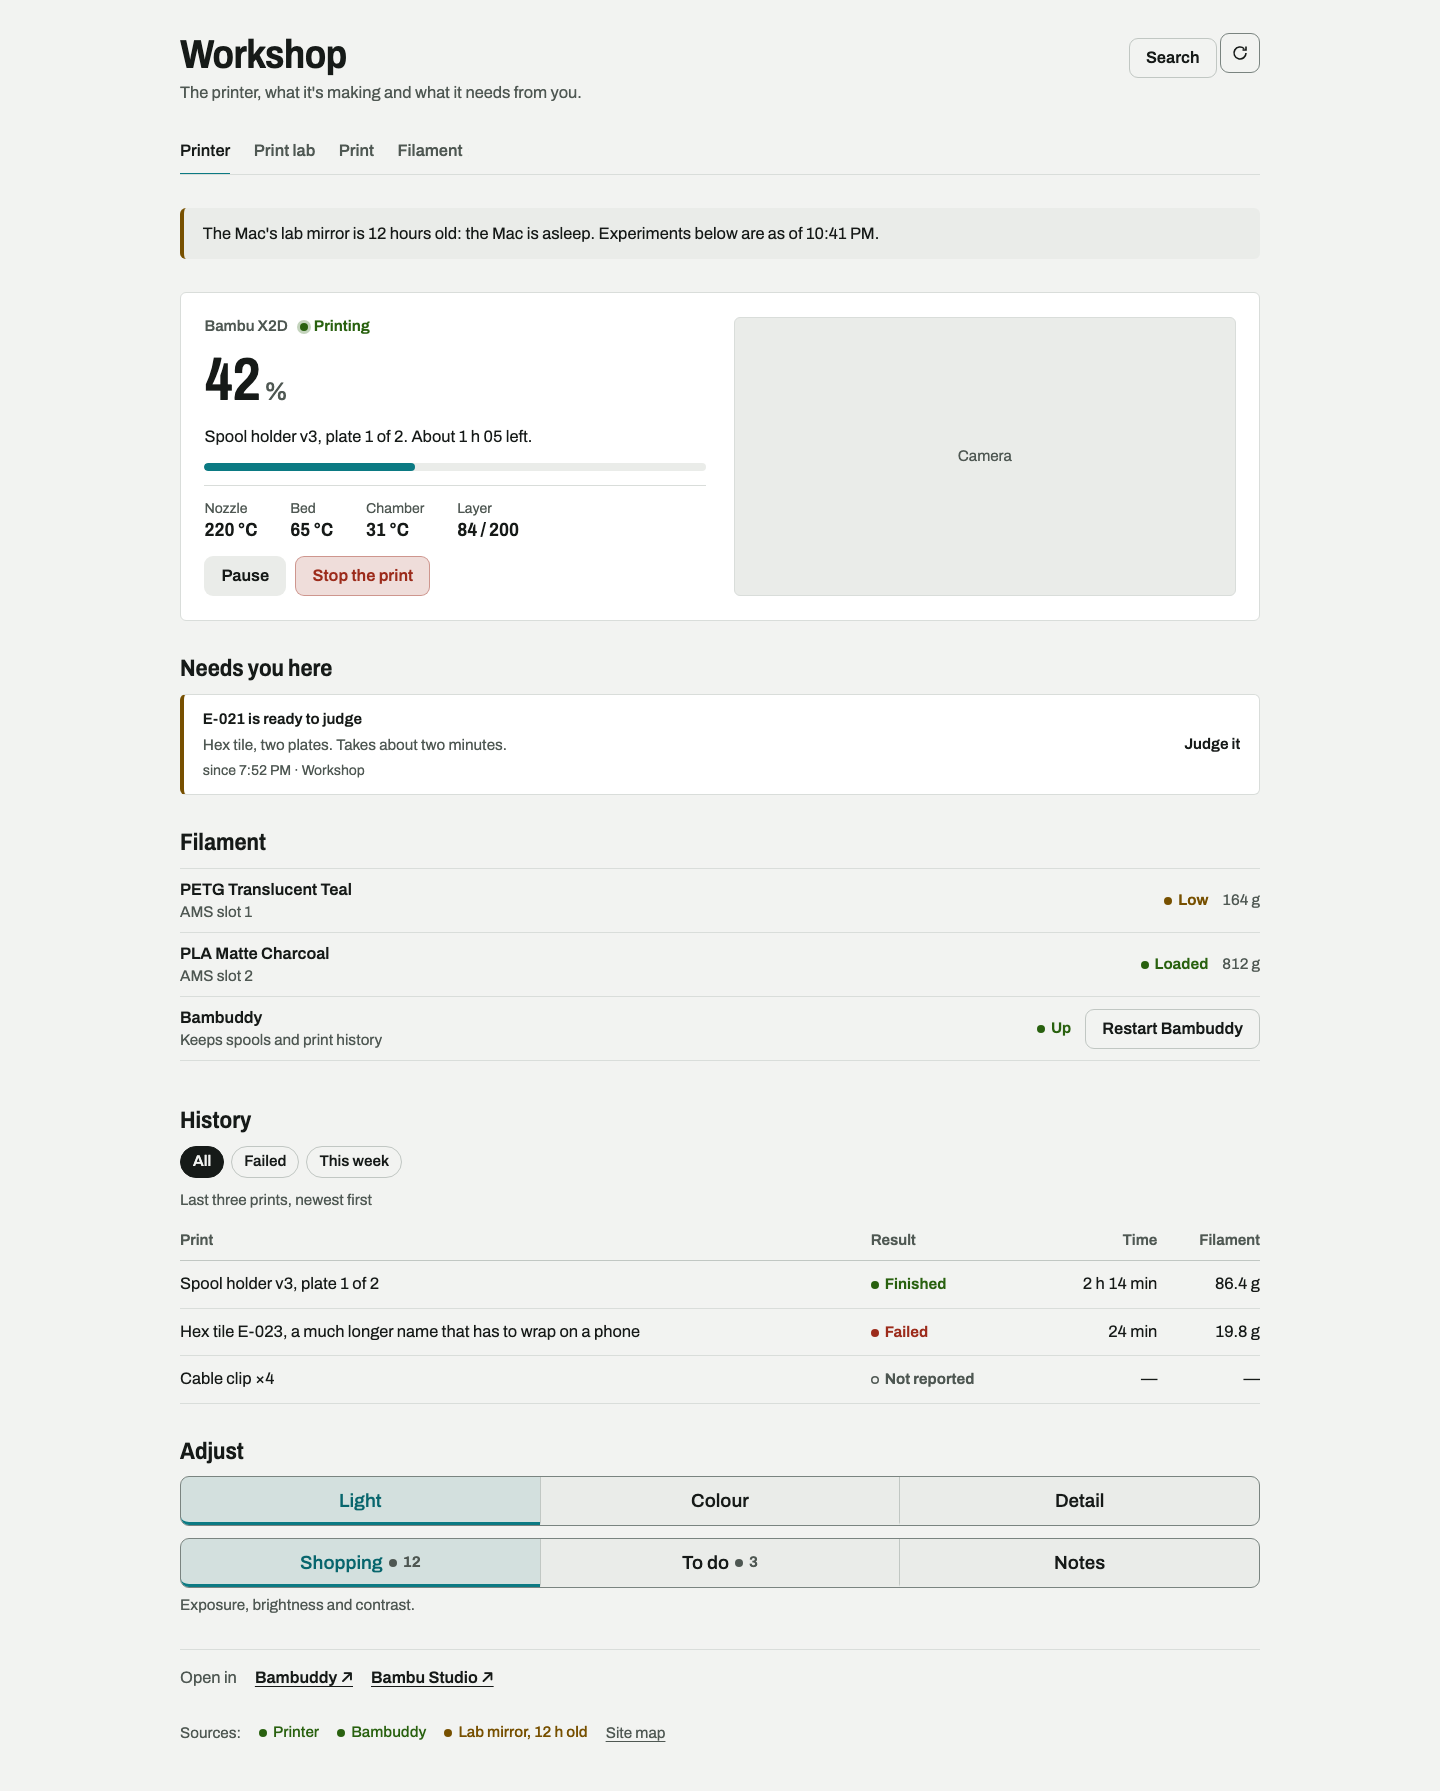 Workshop
Search
The printer, what it's making and what it needs from you.
Printer Print lab Print Filament
The Mac's lab mirror is 12 hours old: the Mac is asleep. Experiments below are as of 10:41 PM.
Bambu X2D Printing
42 %
Spool holder v3, plate 1 of 2. About 1 h 05 left.
Nozzle Bed Chamber Layer
220 °C 65 °C 31 °C 84 / 200
Pause Stop the print
Camera
Needs you here
E-021 is ready to judge
Hex tile, two plates. Takes about two minutes.
since 7:52 PM · Workshop
Judge it
Filament
PETG Translucent Teal
AMS slot 1
Low 164 g
PLA Matte Charcoal
AMS slot 2
Loaded 812 g
Bambuddy
Keeps spools and print history
Up Restart Bambuddy
History
All Failed This week
Last three prints, newest first
Print Result Time Filament
Spool holder v3, plate 1 of 2 Finished 2 h 14 min 86.4 g
Hex tile E-023, a much longer name that has to wrap on a phone Failed 24 min 19.8 g
Cable clip ×4 Not reported — —
Adjust
Light Colour Detail
Shopping 12 To do 3 Notes
Exposure, brightness and contrast.
Open in Bambuddy ↗ Bambu Studio ↗
Sources: Printer Bambuddy Lab mirror, 12 h old Site map